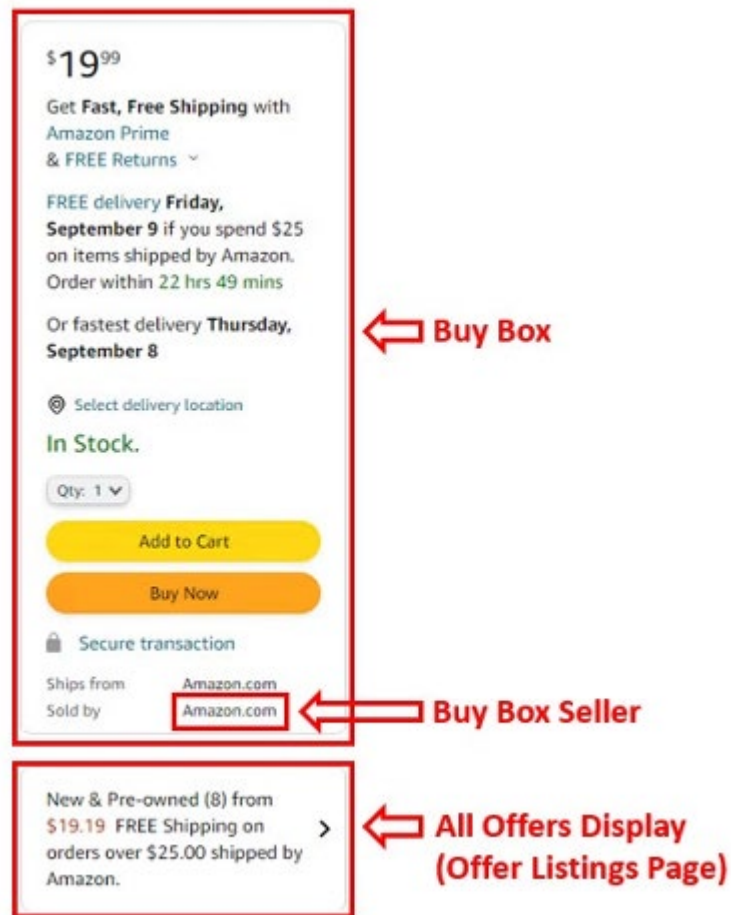 $19⁹⁹
Get Fast, Free Shipping with
Amazon Prime
& FREE Returns
FREE delivery Friday,
September 9 if you spend $25
on items shipped by Amazon.
Order within 22 hrs 49 mins
Or fastest delivery Thursday,
September 8
Select delivery location
In Stock.
Qty: 1
Add to Cart
Buy Now
Secure transaction
Ships from Amazon.com
Sold by Amazon.com
Buy Box
Buy Box Seller
New & Pre-owned (8) from
$19.19 FREE Shipping on
orders over $25.00 shipped by
Amazon.
All Offers Display
(Offer Listings Page)